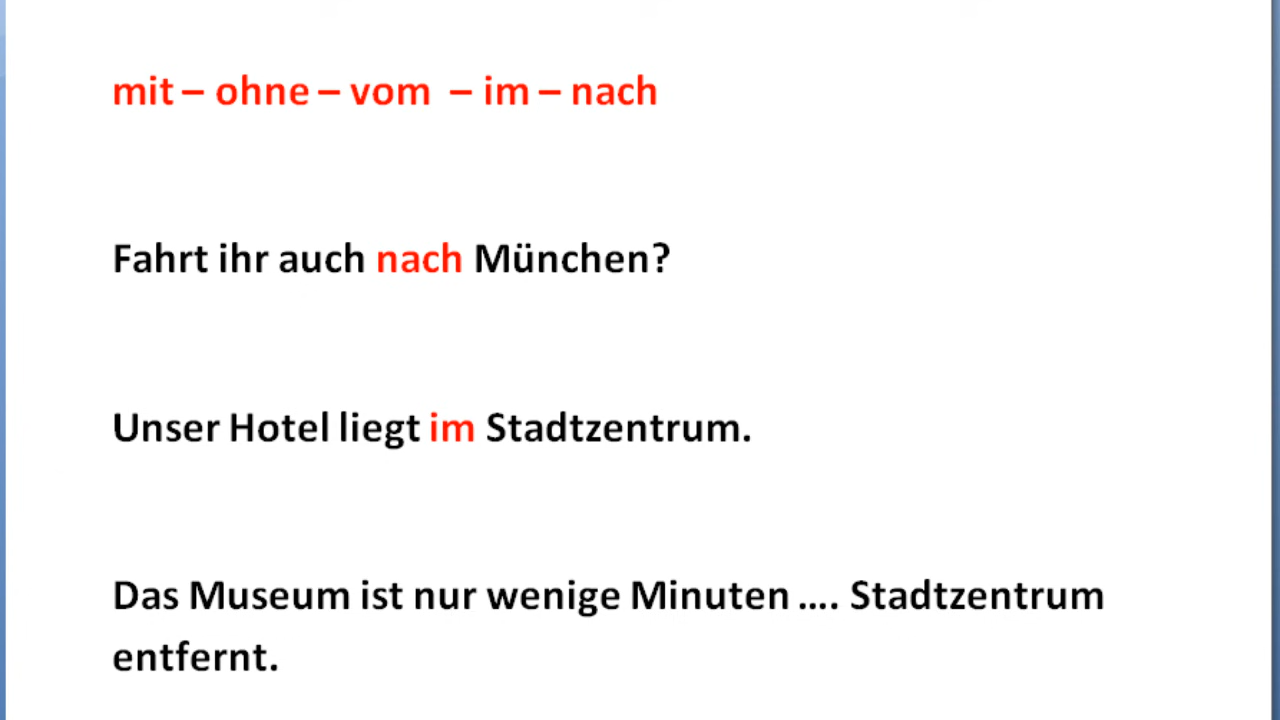 mit – ohne – vom – im – nach
Fahrt ihr auch nach München?
Unser Hotel liegt im Stadtzentrum.
Das Museum ist nur wenige Minuten .... Stadtzentrum
entfernt.